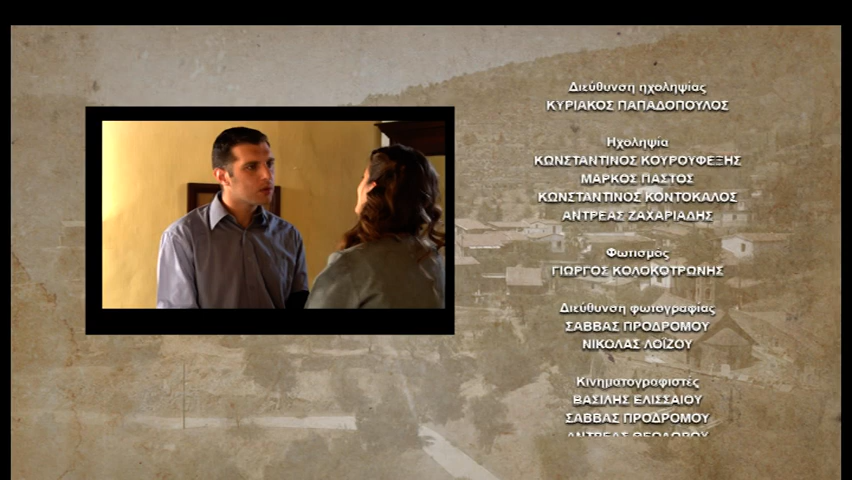 Διεύθυνση ηχοληψίας
ΚΥΡΙΑΚΟΣ ΠΑΠΑΔΟΠΟΥΛΟΣ
Ηχοληψία
ΚΩΝΣΤΑΝΤΙΝΟΣ ΚΟΥΡΟΥΦΕΞΗΣ
ΜΑΡΚΟΣ ΠΑΣΤΟΣ
ΚΩΝΣΤΑΝΤΙΝΟΣ ΚΟΝΤΟΚΑΛΟΣ
ΑΝΤΡΕΑΣ ΖΑΧΑΡΙΑΔΗΣ
Φωτισμός
ΓΙΩΡΓΟΣ ΚΟΛΟΚΟΤΡΩΝΗΣ
Διεύθυνση φωτογραφίας
ΣΑΒΒΑΣ ΠΡΟΔΡΟΜΟΥ
ΝΙΚΟΛΑΣ ΛΟΪΖΟΥ
Κινηματογραφιστές
ΒΑΣΙΛΗΣ ΕΛΙΣΣΑΙΟΥ
ΣΑΒΒΑΣ ΠΡΟΔΡΟΜΟΥ